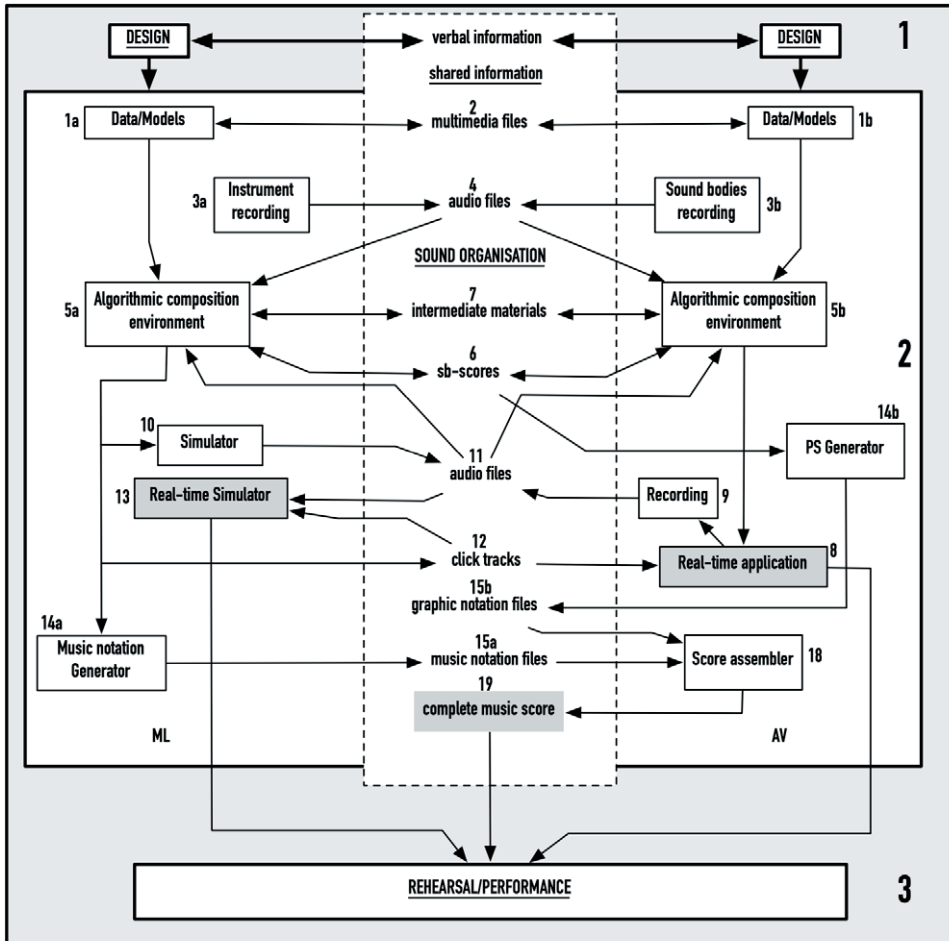 DESIGN verbal information DESIGN 1
shared information
1a Data/Models 2 Data/Models 1b
multimedia files
3a Instrument recording 4 Sound bodies recording 3b
audio files
SOUND ORGANISATION
5a Algorithmic composition environment 7 Algorithmic composition environment 5b
intermediate materials
6 2
sb-scores
10 14b
Simulator 11 PS Generator
audio files
13 Real-time Simulator Recording 9
12
click tracks Real-time application 8
15b
graphic notation files
14a
Music notation Generator 15a Score assembler 18
music notation files
19
complete music score
ML AV
REHEARSAL/PERFORMANCE 3